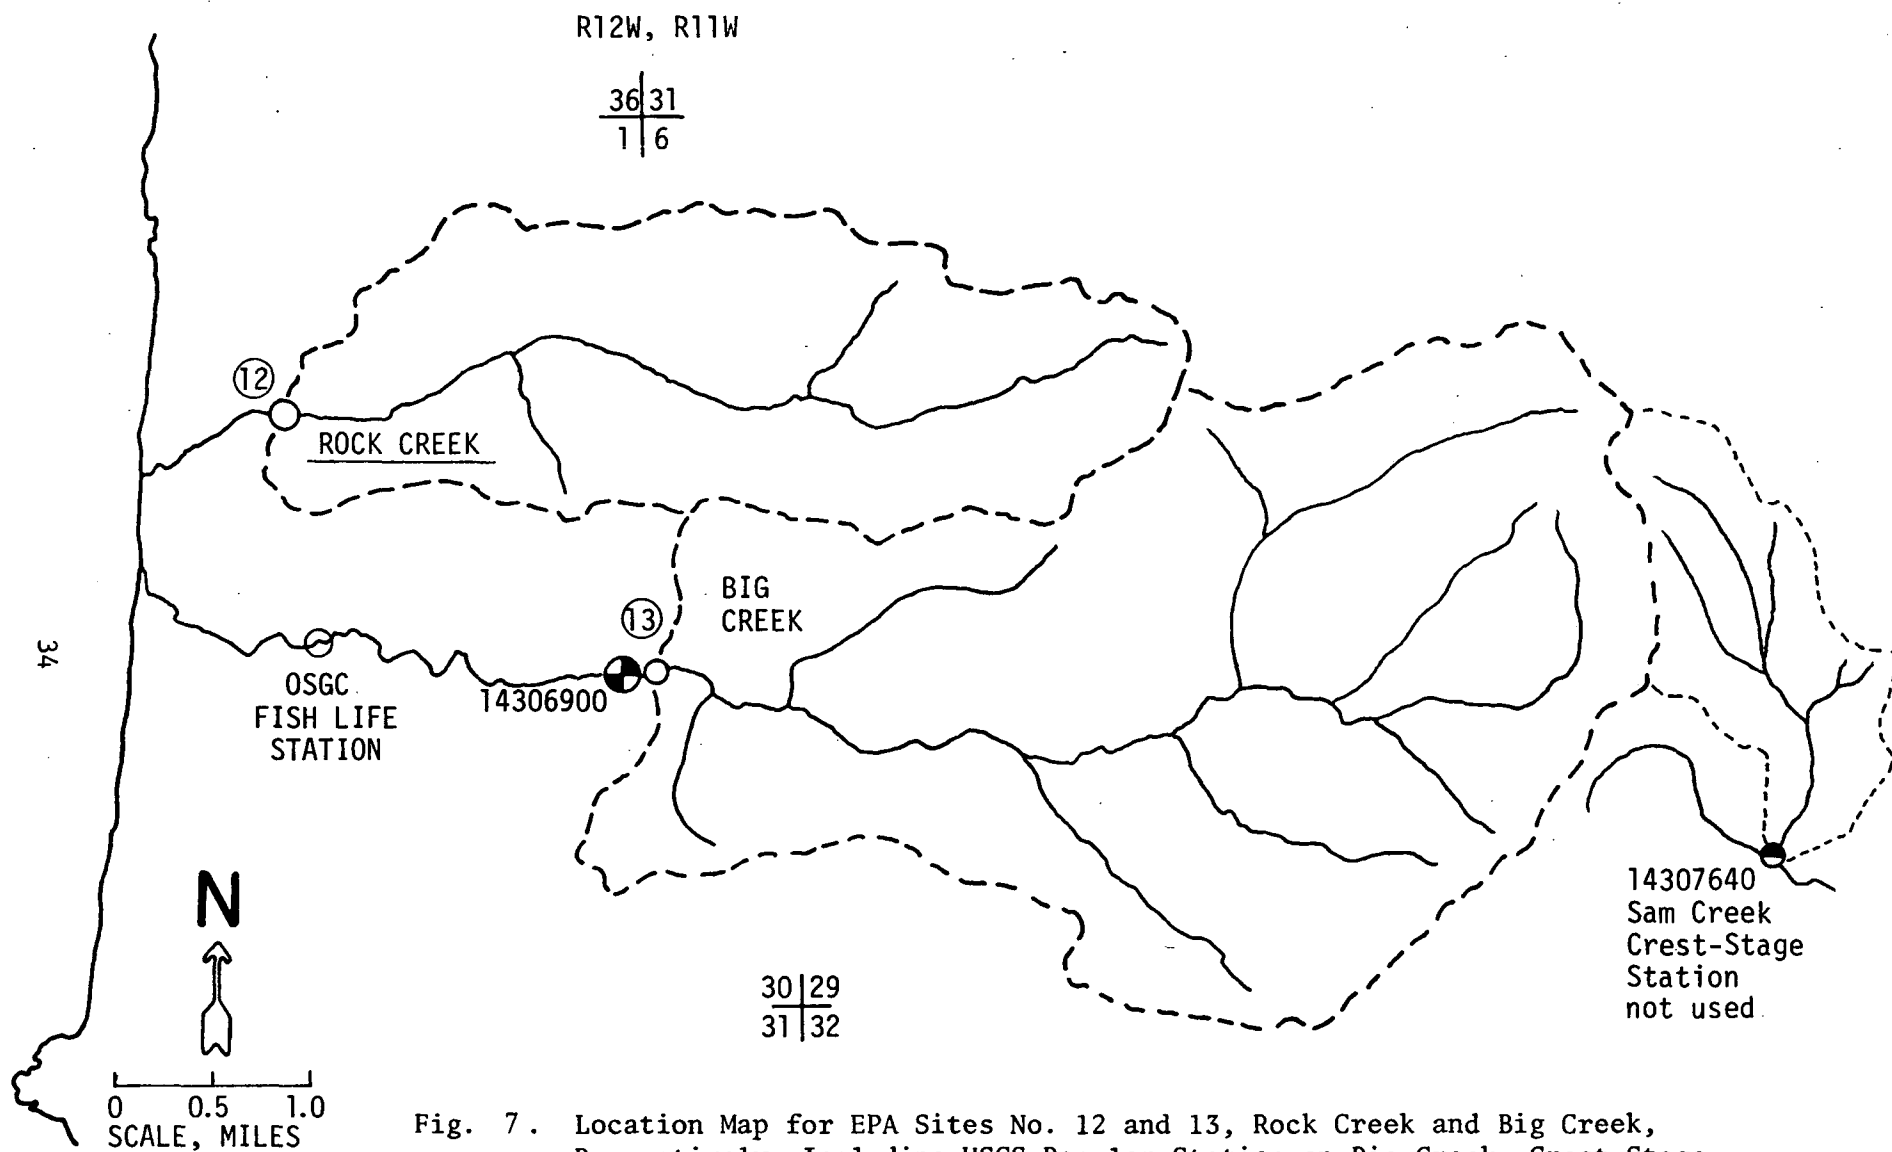 R12W, R11W
36 31
1 6
12
ROCK CREEK
13
BIG
CREEK
14306900
OSGC
FISH LIFE
STATION
34
N
14307640
Sam Creek
Crest-Stage
Station
not used
30 29
31 32
0 0.5 1.0
SCALE, MILES
Fig. 7. Location Map for EPA Sites No. 12 and 13, Rock Creek and Big Creek,